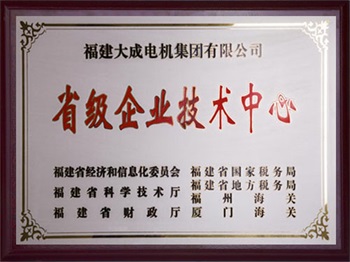 福建大成电机集团有限公司
省级企业技术中心
福建省经济和信息化委员会 福建省国家税务局
福建省科学技术厅 福建省地方税务局
福建省财政厅 福州海关
厦门海关